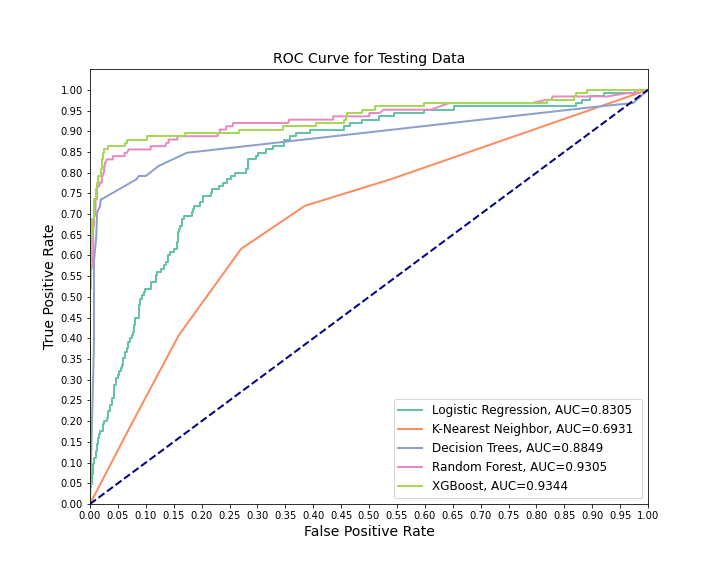 ROC Curve for Testing Data
True Positive Rate
1.00
0.95
0.90
0.85
0.80
0.75
0.70
0.65
0.60
0.55
0.50
0.45
0.40
0.35
0.30
0.25
0.20
0.15
0.10
0.05
0.00
Logistic Regression, AUC=0.8305
K-Nearest Neighbor, AUC=0.6931
Decision Trees, AUC=0.8849
Random Forest, AUC=0.9305
XGBoost, AUC=0.9344
0.00 0.05 0.10 0.15 0.20 0.25 0.30 0.35 0.40 0.45 0.50 0.55 0.60 0.65 0.70 0.75 0.80 0.85 0.90 0.95 1.00
False Positive Rate